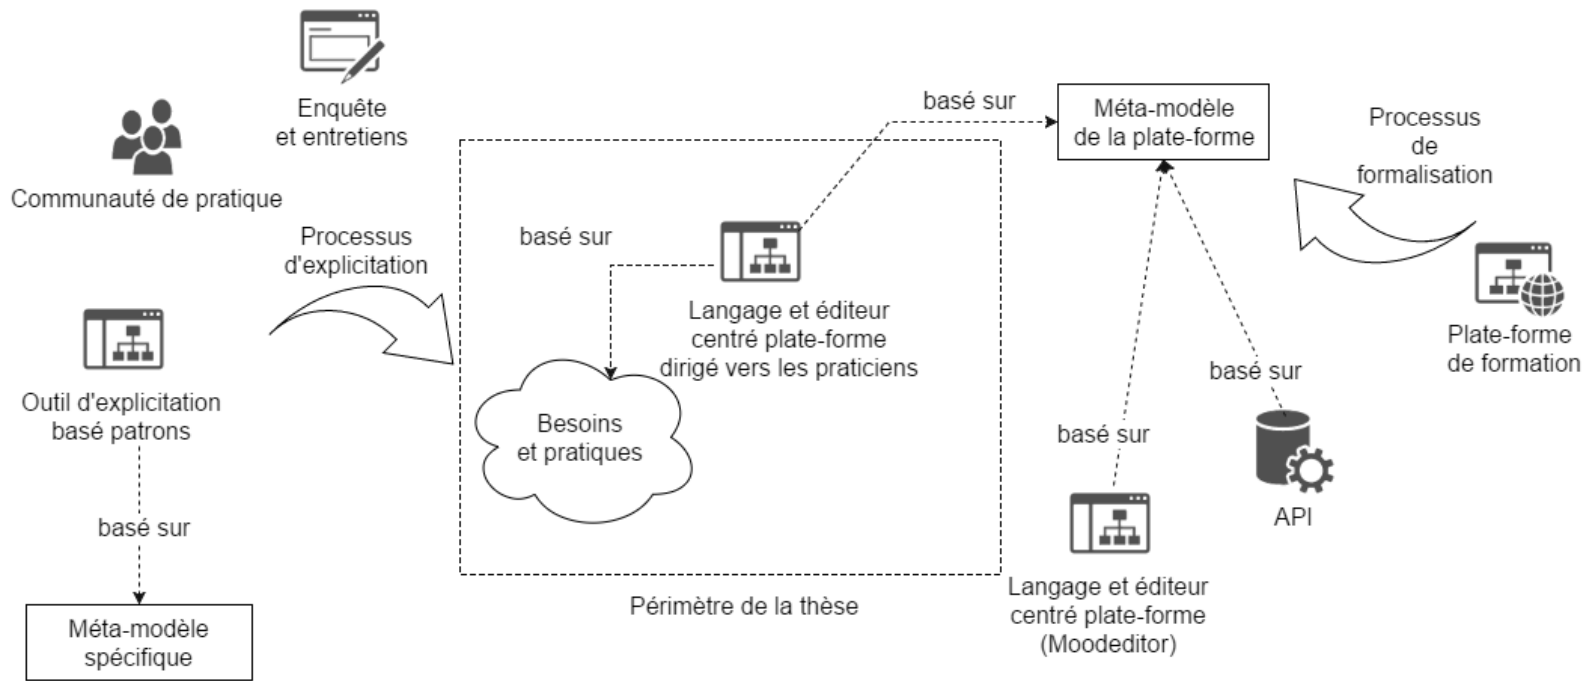 Enquête
et entretiens
Communauté de pratique
Processus
d'explicitation
Outil d'explicitation
basé patrons
basé sur
Méta-modèle
spécifique
basé sur
Langage et éditeur
centré plate-forme
dirigé vers les praticiens
Besoins
et pratiques
Périmètre de la thèse
basé sur
Méta-modèle
de la plate-forme
Processus
de
formalisation
Plate-forme
de formation
basé sur
API
basé sur
Langage et éditeur
centré plate-forme
(Moodeditor)